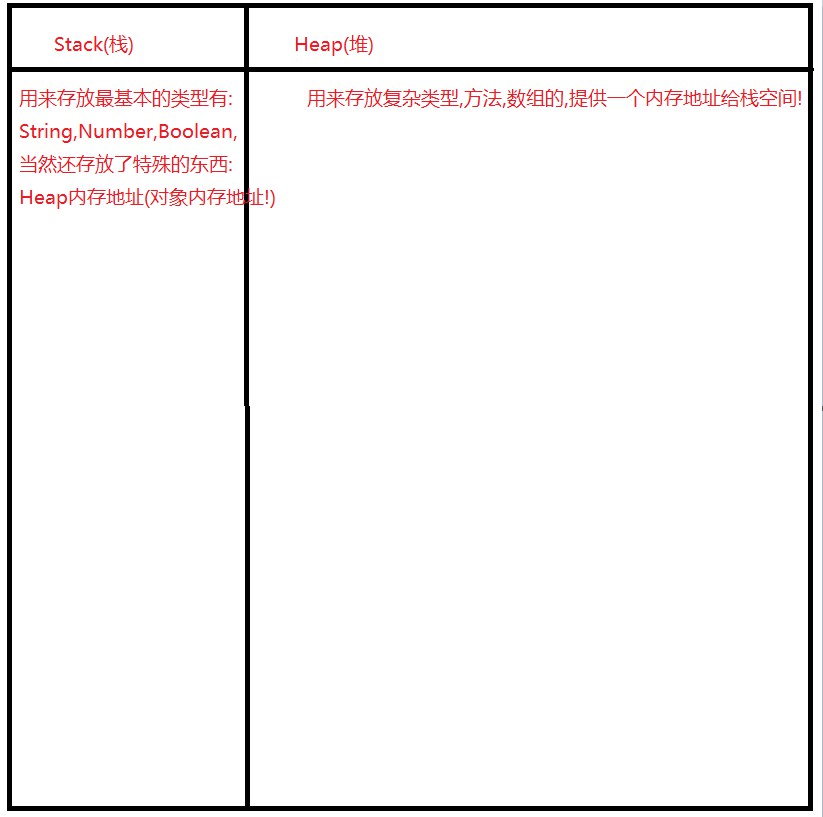 Stack(栈)
Heap(堆)
用来存放最基本的类型有:
String,Number,Boolean,
当然还存放了特殊的东西:
Heap内存地址(对象内存地址!)
用来存放复杂类型,方法,数组的,提供一个内存地址给栈空间!